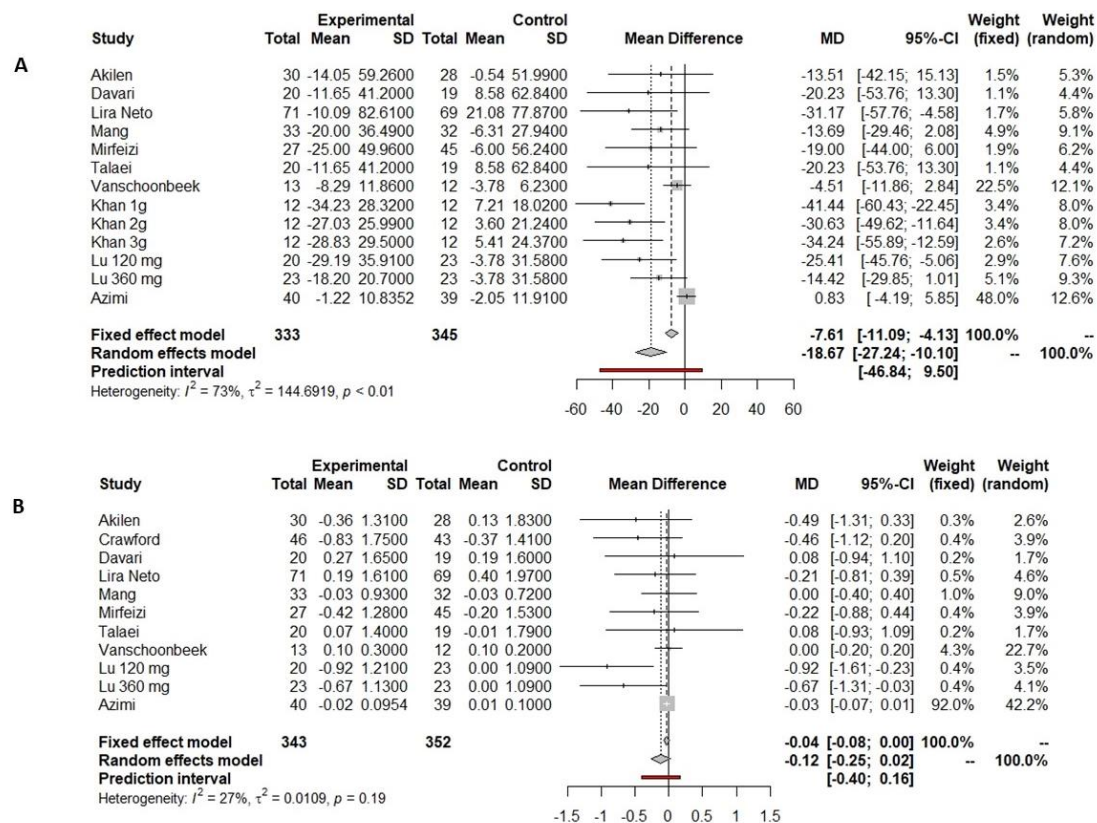 A
Experimental Control Weight Weight
Study Total Mean SD Total Mean SD Mean Difference MD 95%-CI (fixed) (random)
Akilen 30 -14.05 59.2600 28 -0.54 51.9900 -13.51 [-42.15; 15.13] 1.5% 5.3%
Davari 20 -11.65 41.2000 19 8.58 62.8400 -20.23 [-53.76; 13.30] 1.1% 4.4%
Lira Neto 71 -10.09 82.6100 69 21.08 77.8700 -31.17 [-57.76; -4.58] 1.7% 5.8%
Mang 33 -20.00 36.4900 32 -6.31 27.9400 -13.69 [-29.46; 2.08] 4.9% 9.1%
Mirfeizi 27 -25.00 49.9600 45 -6.00 56.2400 -19.00 [-44.00; 6.00] 1.9% 6.2%
Talaei 20 -11.65 41.2000 19 8.58 62.8400 -20.23 [-53.76; 13.30] 1.1% 4.4%
Vanschoonbeek 13 -8.29 11.8600 12 -3.78 6.2300 -4.51 [-11.86; 2.84] 22.5% 12.1%
Khan 1g 12 -34.23 28.3200 12 7.21 18.0200 -41.44 [-60.43; -22.45] 3.4% 8.0%
Khan 2g 12 -27.03 25.9900 12 3.60 21.2400 -30.63 [-49.62; -11.64] 3.4% 8.0%
Khan 3g 12 -28.83 29.5000 12 5.41 24.3700 -34.24 [-55.89; -12.59] 2.6% 7.2%
Lu 120 mg 20 -29.19 35.9100 23 -3.78 31.5800 -25.41 [-45.76; -5.06] 2.9% 7.6%
Lu 360 mg 23 -18.20 20.7000 23 -3.78 31.5800 -14.42 [-29.85; 1.01] 5.1% 9.3%
Azimi 40 -1.22 10.8352 39 -2.05 11.9100 0.83 [-4.19; 5.85] 48.0% 12.6%
Fixed effect model 333 345 -7.61 [-11.09; -4.13] 100.0% --
Random effects model -18.67 [-27.24; -10.10] -- 100.0%
Prediction interval [-46.84; 9.50]
Heterogeneity: I² = 73%, τ² = 144.6919, p < 0.01
-60 -40 -20 0 20 40 60
B
Experimental Control Weight Weight
Study Total Mean SD Total Mean SD Mean Difference MD 95%-CI (fixed) (random)
Akilen 30 -0.36 1.3100 28 0.13 1.8300 -0.49 [-1.31; 0.33] 0.3% 2.6%
Crawford 46 -0.83 1.7500 43 -0.37 1.4100 -0.46 [-1.12; 0.20] 0.4% 3.9%
Davari 20 0.27 1.6500 19 0.19 1.6000 0.08 [-0.94; 1.10] 0.2% 1.7%
Lira Neto 71 0.19 1.6100 69 0.40 1.9700 -0.21 [-0.81; 0.39] 0.5% 4.6%
Mang 33 -0.03 0.9300 32 -0.03 0.7200 0.00 [-0.40; 0.40] 1.0% 9.0%
Mirfeizi 27 -0.42 1.2800 45 -0.20 1.5300 -0.22 [-0.88; 0.44] 0.4% 3.9%
Talaei 20 0.07 1.4000 19 -0.01 1.7900 0.08 [-0.93; 1.09] 0.2% 1.7%
Vanschoonbeek 13 0.10 0.3000 12 0.10 0.2000 0.00 [-0.20; 0.20] 4.3% 22.7%
Lu 120 mg 20 -0.92 1.2100 23 0.00 1.0900 -0.92 [-1.61; -0.23] 0.4% 3.5%
Lu 360 mg 23 -0.67 1.1300 23 0.00 1.0900 -0.67 [-1.31; -0.03] 0.4% 4.1%
Azimi 40 -0.02 0.0954 39 0.01 0.1000 -0.03 [-0.07; 0.01] 92.0% 42.2%
Fixed effect model 343 352 -0.04 [-0.08; 0.00] 100.0% --
Random effects model -0.12 [-0.25; 0.02] -- 100.0%
Prediction interval [-0.40; 0.16]
Heterogeneity: I² = 27%, τ² = 0.0109, p = 0.19
-1.5 -1 -0.5 0 0.5 1 1.5